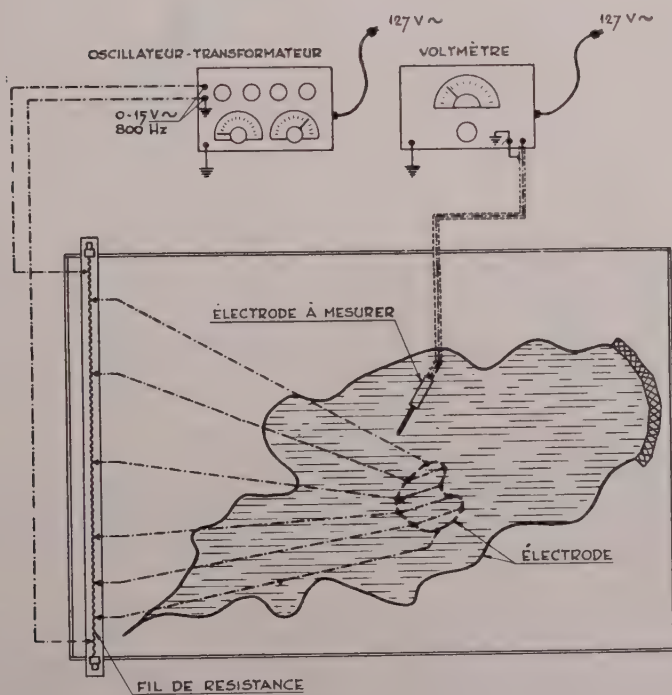 127 V ~
127 V ~
OSCILLATEUR-TRANSFORMATEUR
VOLTMÈTRE
0-15 V ~
800 Hz
ÉLECTRODE À MESURER
ÉLECTRODE
FIL DE RESISTANCE